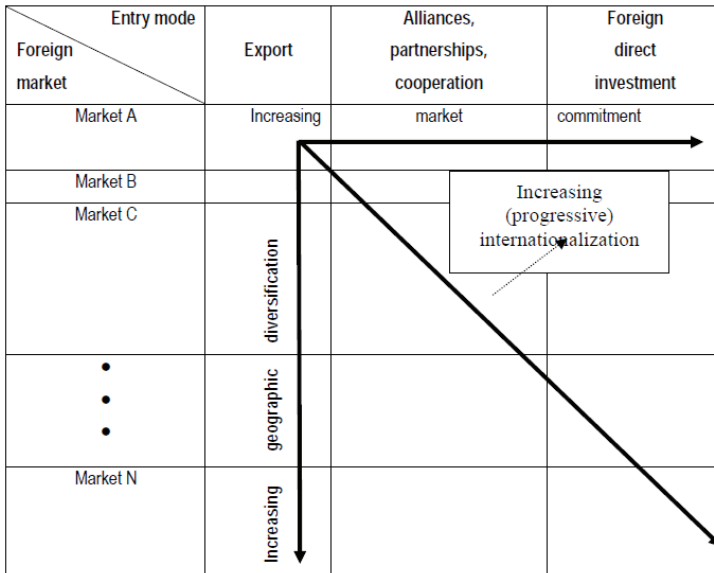 Entry mode
Foreign
market
Export
Alliances,
partnerships,
cooperation
Foreign
direct
investment
Market A
Increasing
market
commitment
Market B
Increasing
(progressive)
internationalization
Market C
Increasing geographic diversification
Market N